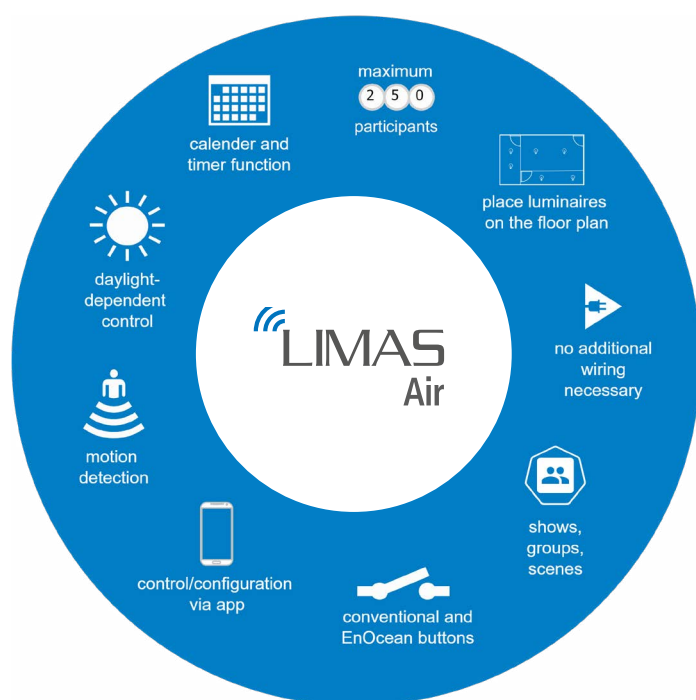 maximum
2 5 0
participants
place luminaires
on the floor plan
no additional
wiring
necessary
shows,
groups,
scenes
conventional and
EnOcean buttons
control/configuration
via app
motion
detection
daylight-
dependent
control
calender and
timer function
LIMAS
Air